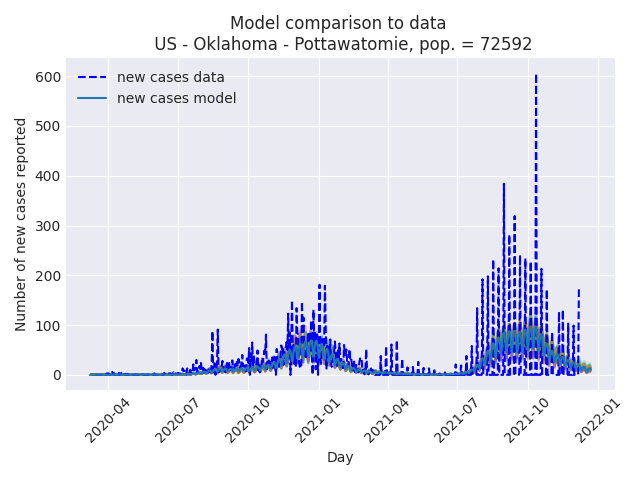 Model comparison to data
US - Oklahoma - Pottawatomie, pop. = 72592
new cases data
new cases model
Number of new cases reported
600
500
400
300
200
100
0
2020-04
2020-07
2020-10
2021-01
2021-04
2021-07
2021-10
2022-01
Day